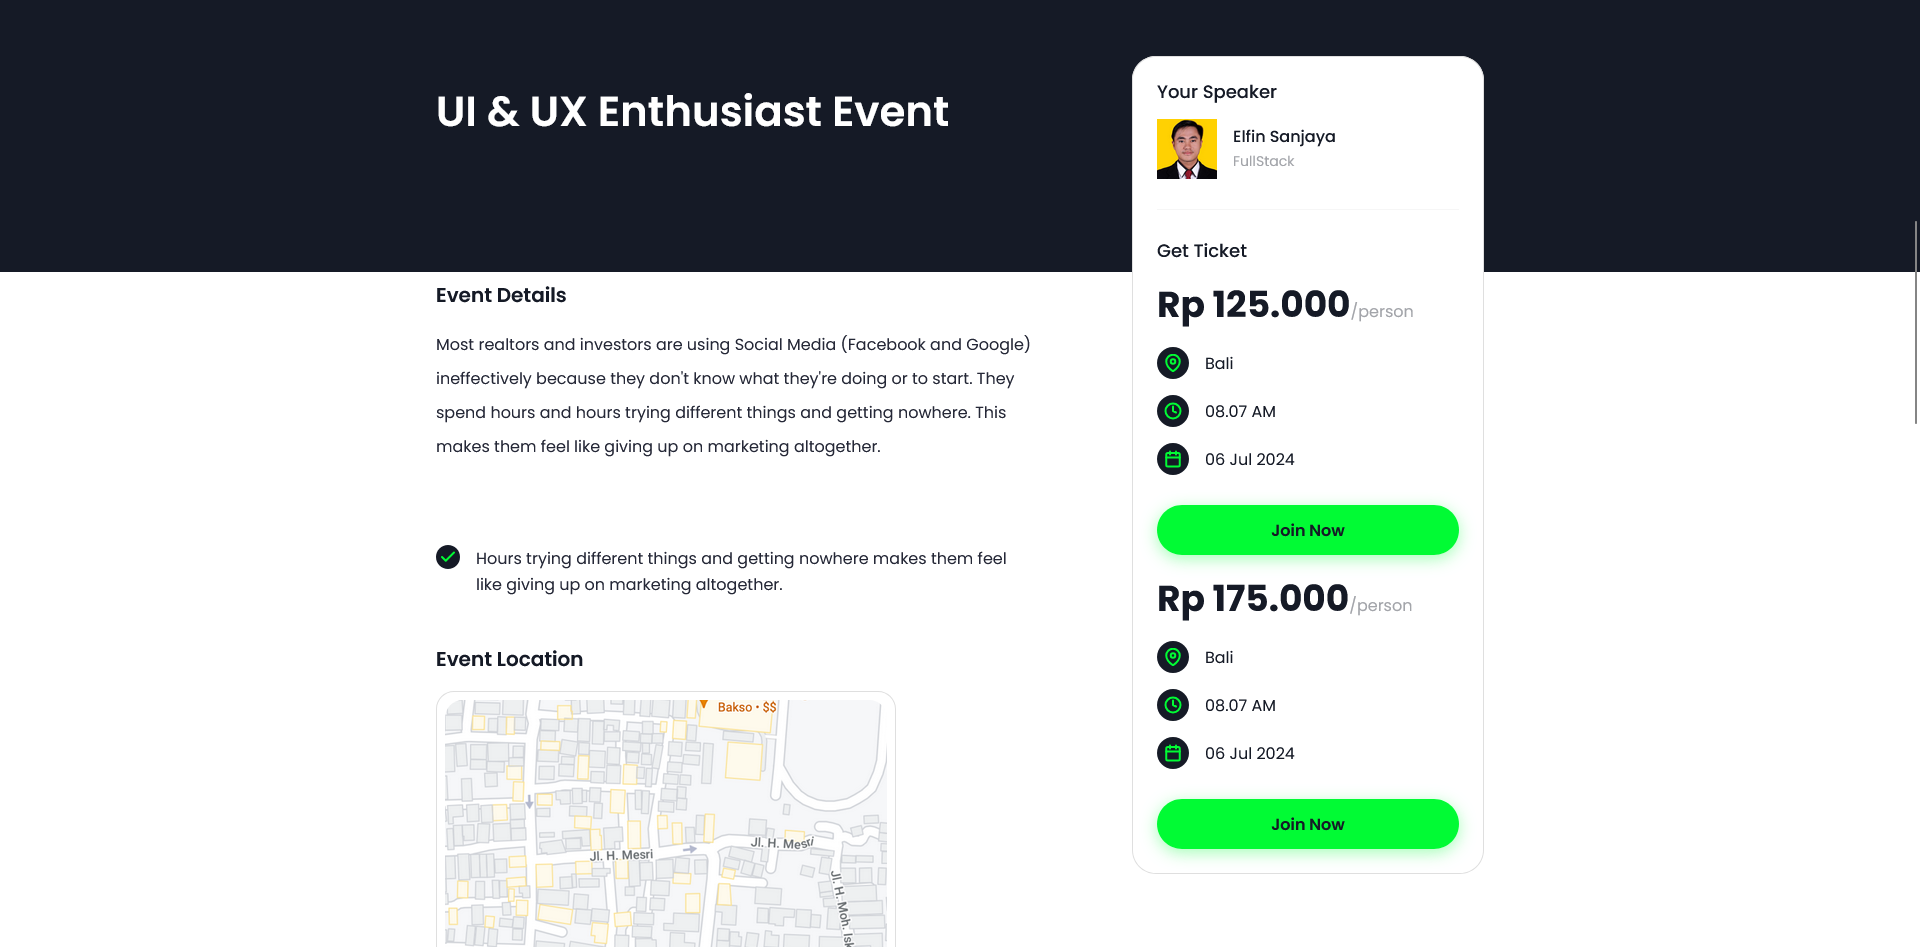 UI & UX Enthusiast Event
Event Details
Most realtors and investors are using Social Media (Facebook and Google)
ineffectively because they don't know what they're doing or to start. They
spend hours and hours trying different things and getting nowhere. This
makes them feel like giving up on marketing altogether.
Hours trying different things and getting nowhere makes them feel
like giving up on marketing altogether.
Event Location
Bakso • $$
Jl. H. Mesri
Jl. H. Mesri
Jl. H. Moh. Isk
Your Speaker
Elfin Sanjaya
FullStack
Get Ticket
Rp 125.000/person
Bali
08.07 AM
06 Jul 2024
Join Now
Rp 175.000/person
Bali
08.07 AM
06 Jul 2024
Join Now